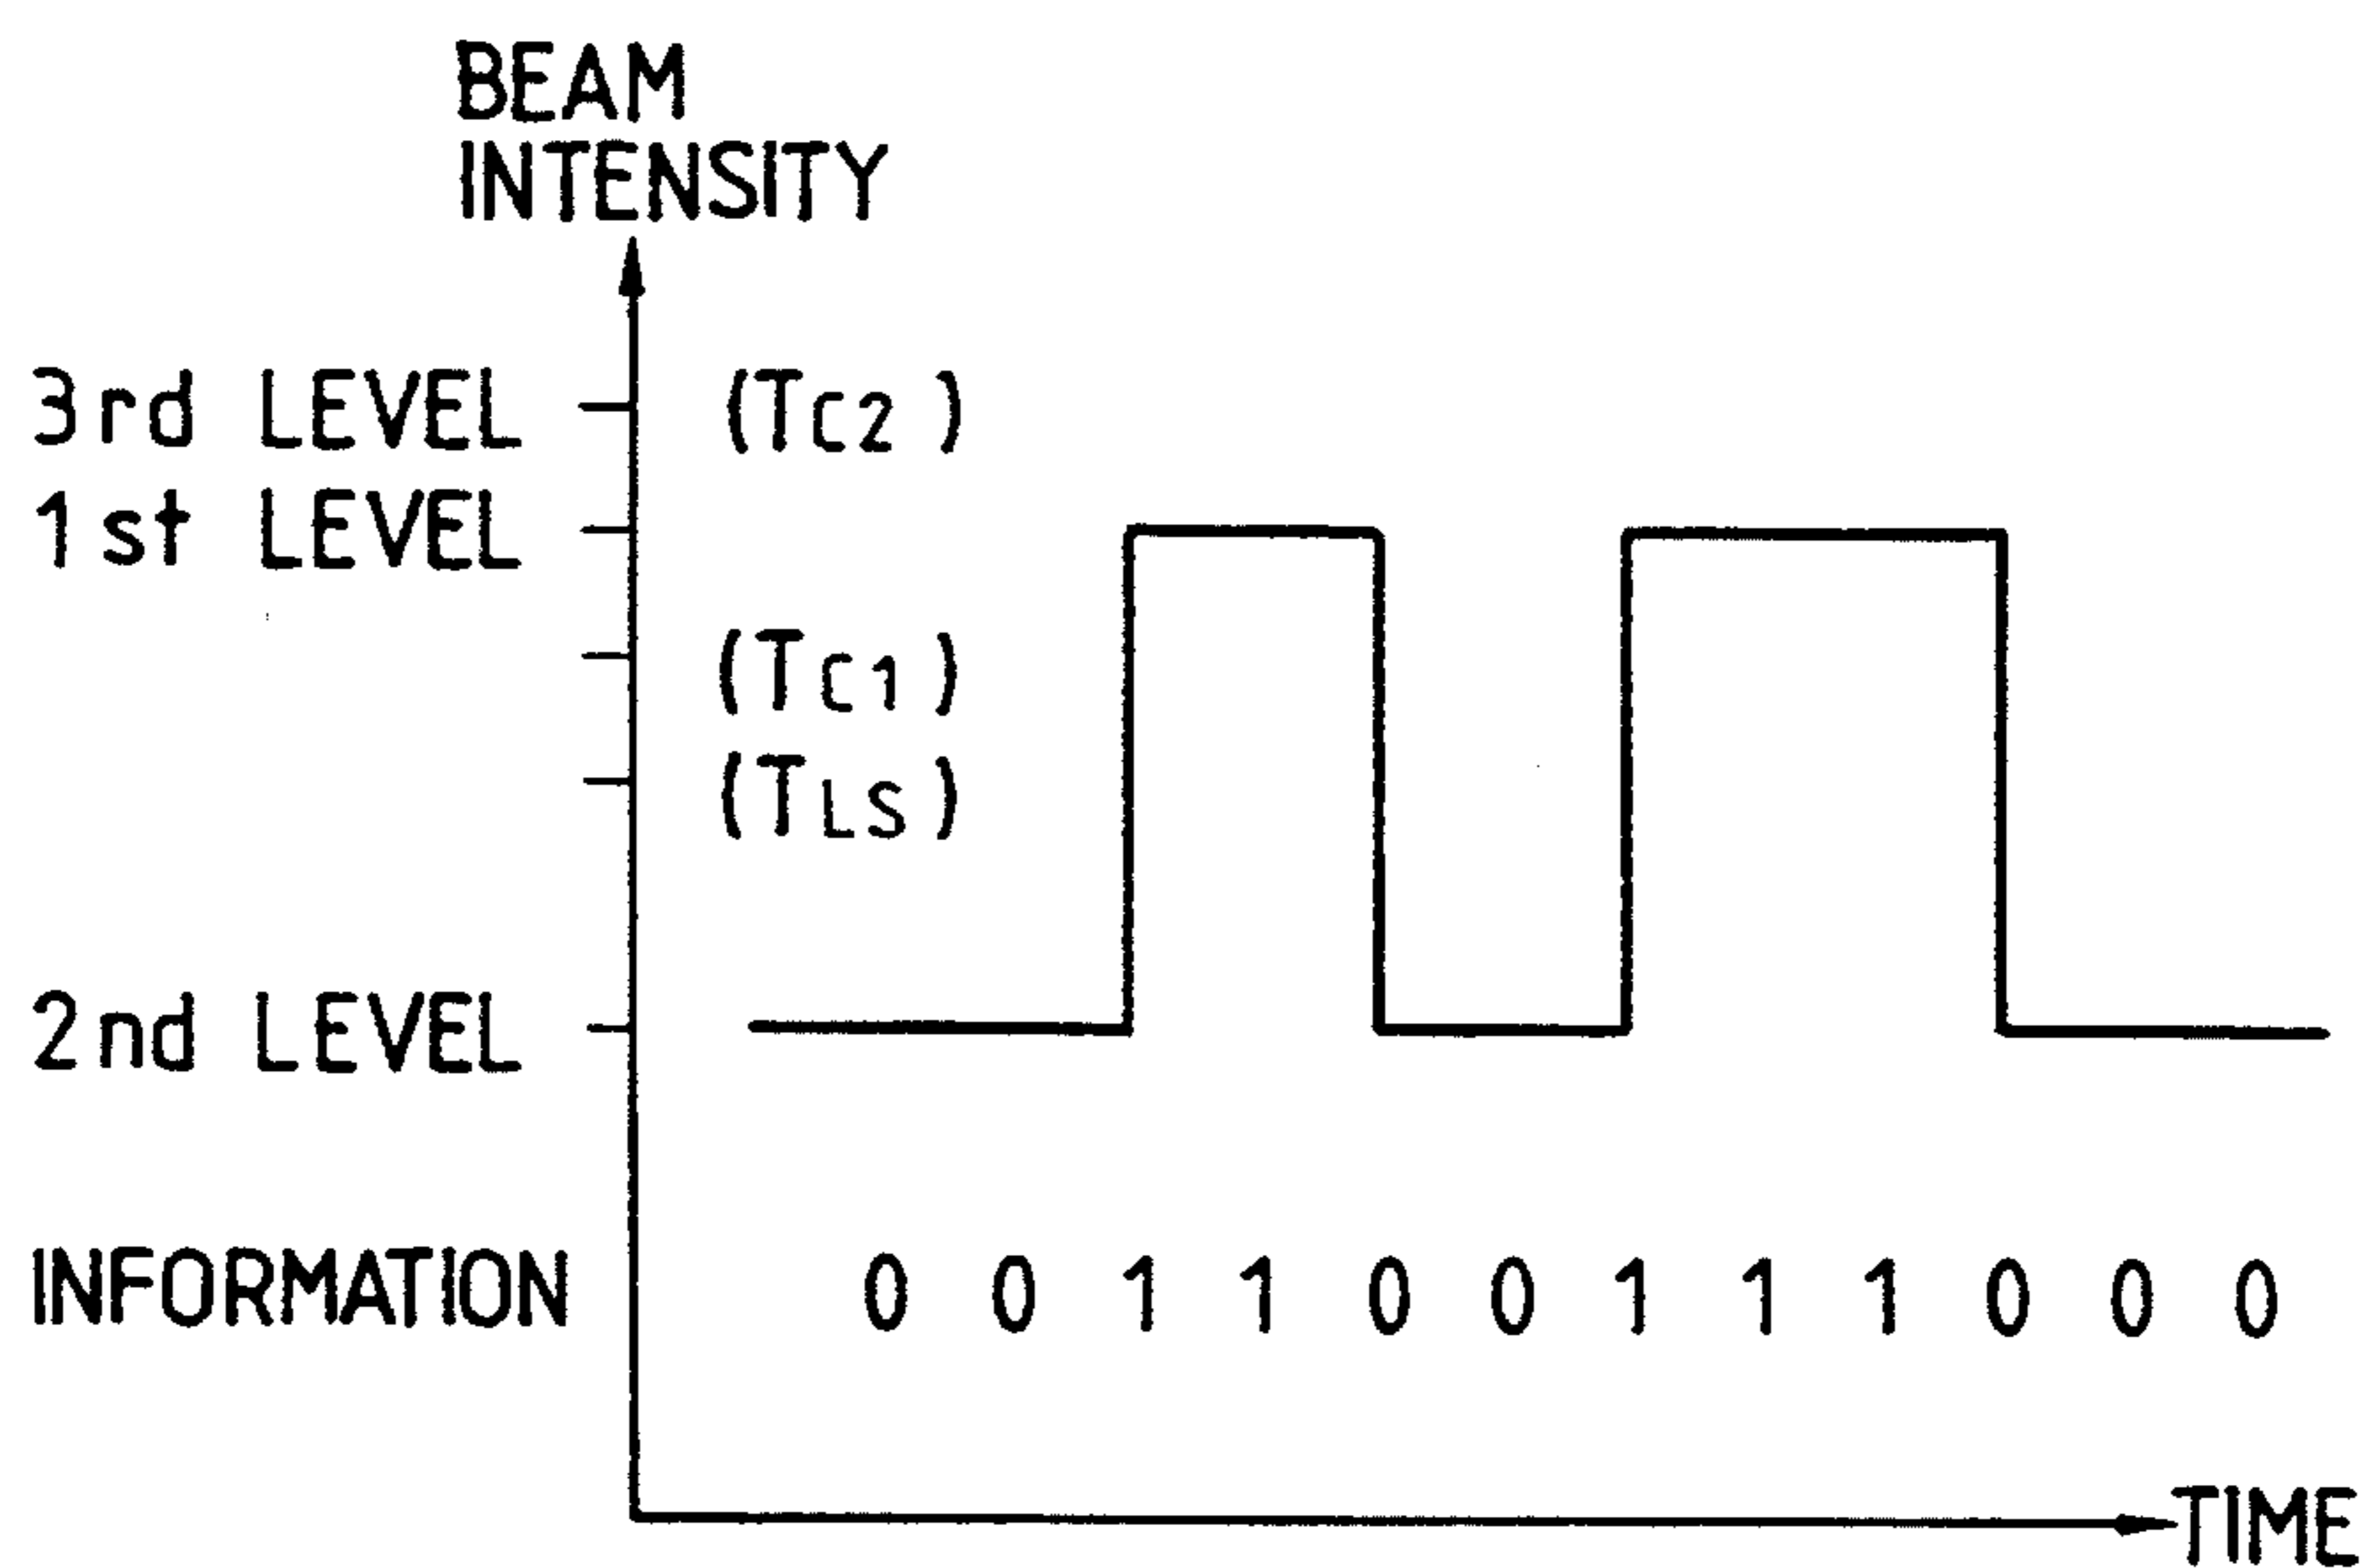 BEAM
INTENSITY
3rd LEVEL (TC2)
1st LEVEL
(TC1)
(TLS)
2nd LEVEL
INFORMATION 0 0 1 1 0 0 1 1 1 0 0 0
TIME